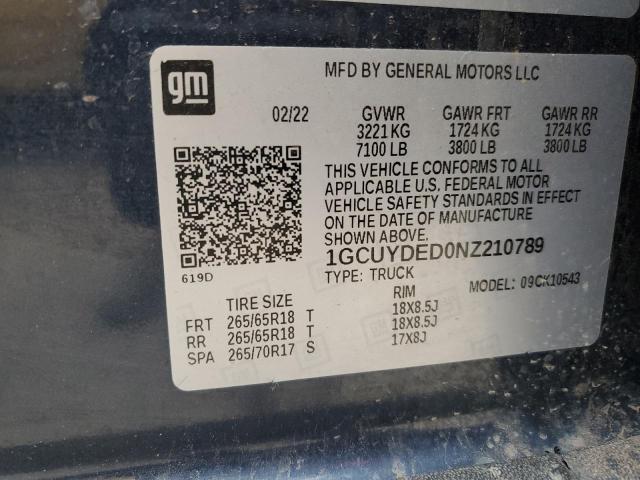 gm
MFD BY GENERAL MOTORS LLC
02/22 GVWR GAWR FRT GAWR RR
3221 KG 1724 KG 1724 KG
7100 LB 3800 LB 3800 LB
THIS VEHICLE CONFORMS TO ALL
APPLICABLE U.S. FEDERAL MOTOR
VEHICLE SAFETY STANDARDS IN EFFECT
ON THE DATE OF MANUFACTURE
SHOWN ABOVE.
1GCUYDED0NZ210789
619D
TYPE: TRUCK
MODEL: 09CK10543
TIRE SIZE RIM
FRT 265/65R18 T 18X8.5J
RR 265/65R18 T 18X8.5J
SPA 265/70R17 S 17X8J